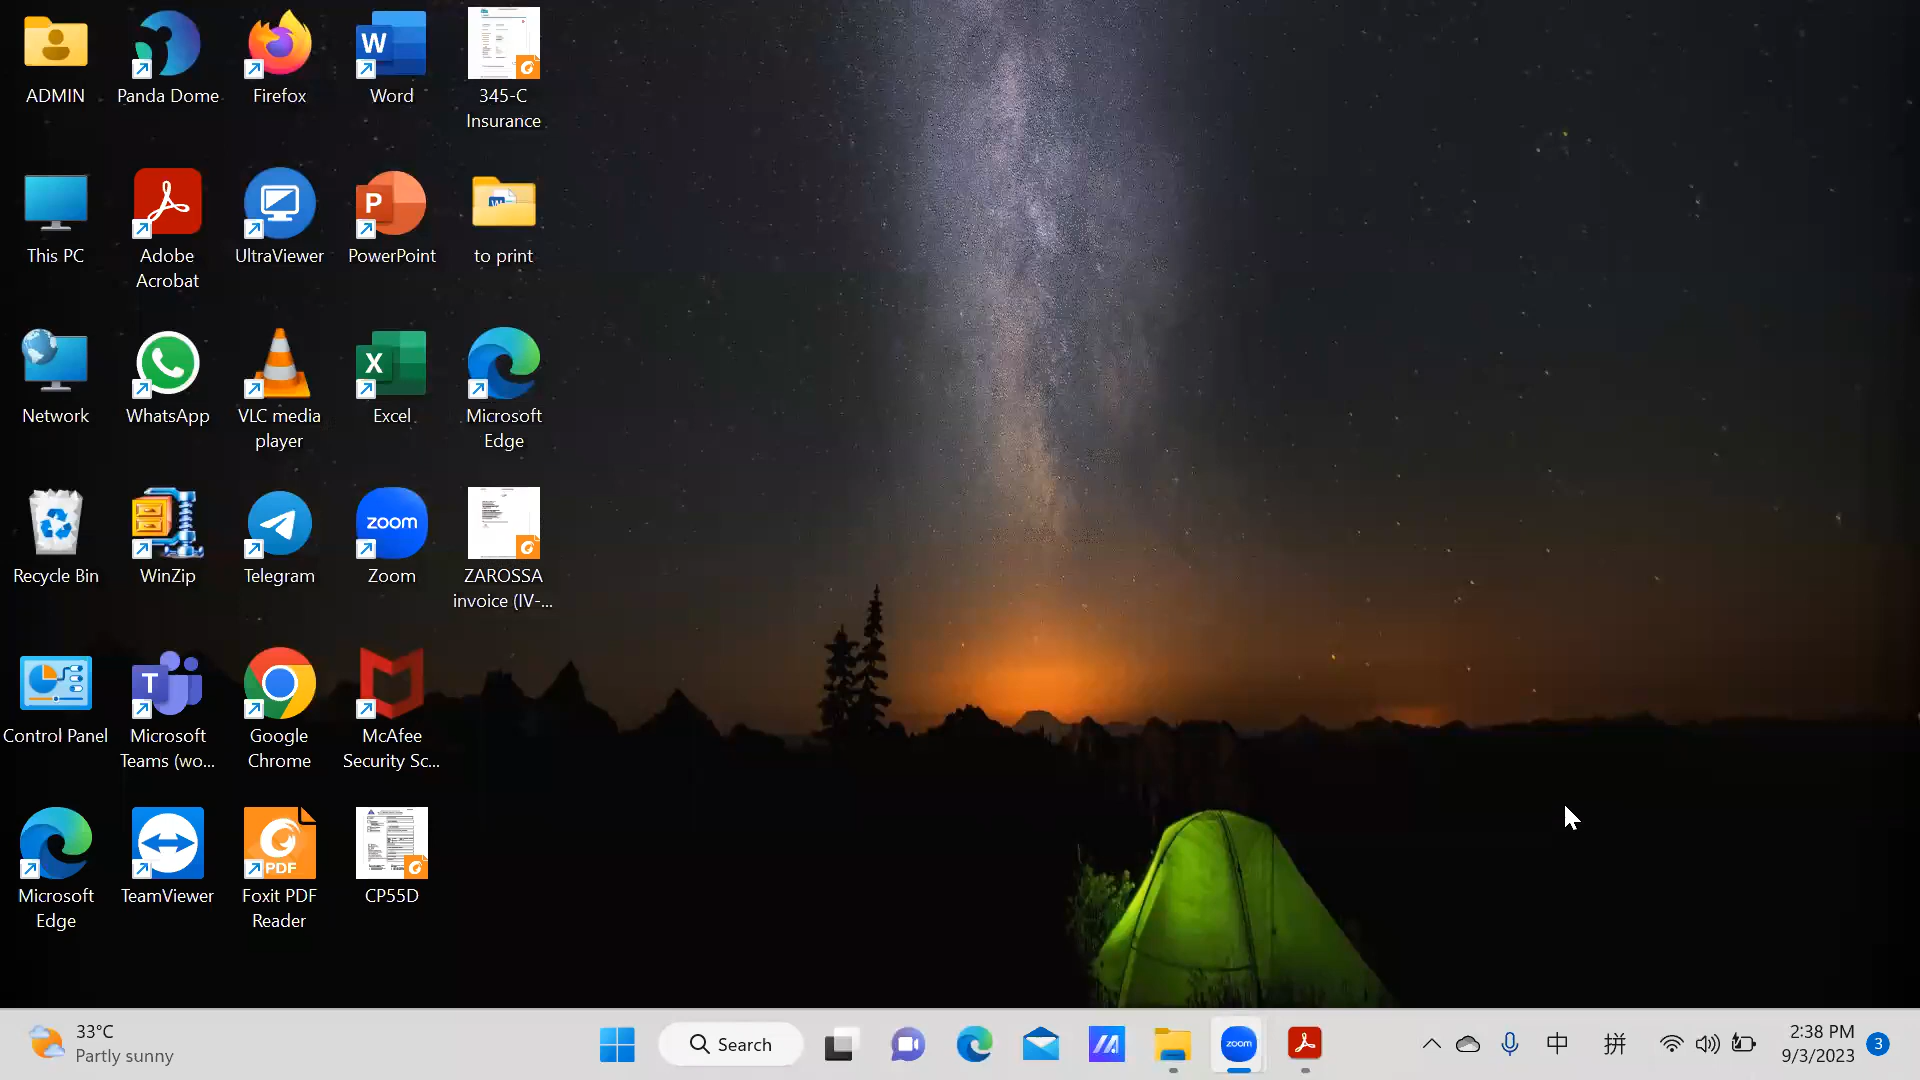 ADMIN
Panda Dome
Firefox
W
Word
345-C
Insurance
This PC
Adobe
Acrobat
UltraViewer
P
PowerPoint
W
to print
Network
WhatsApp
VLC media
player
X
Excel
Microsoft
Edge
Recycle Bin
WinZip
Telegram
zoom
Zoom
ZAROSSA
invoice (IV-...
Control Panel
T
Microsoft
Teams (wo...
Google
Chrome
McAfee
Security Sc...
Microsoft
Edge
TeamViewer
PDF
Foxit PDF
Reader
CP55D
33°C
Partly sunny
Search
zoom
中
拼
2:38 PM
9/3/2023
3